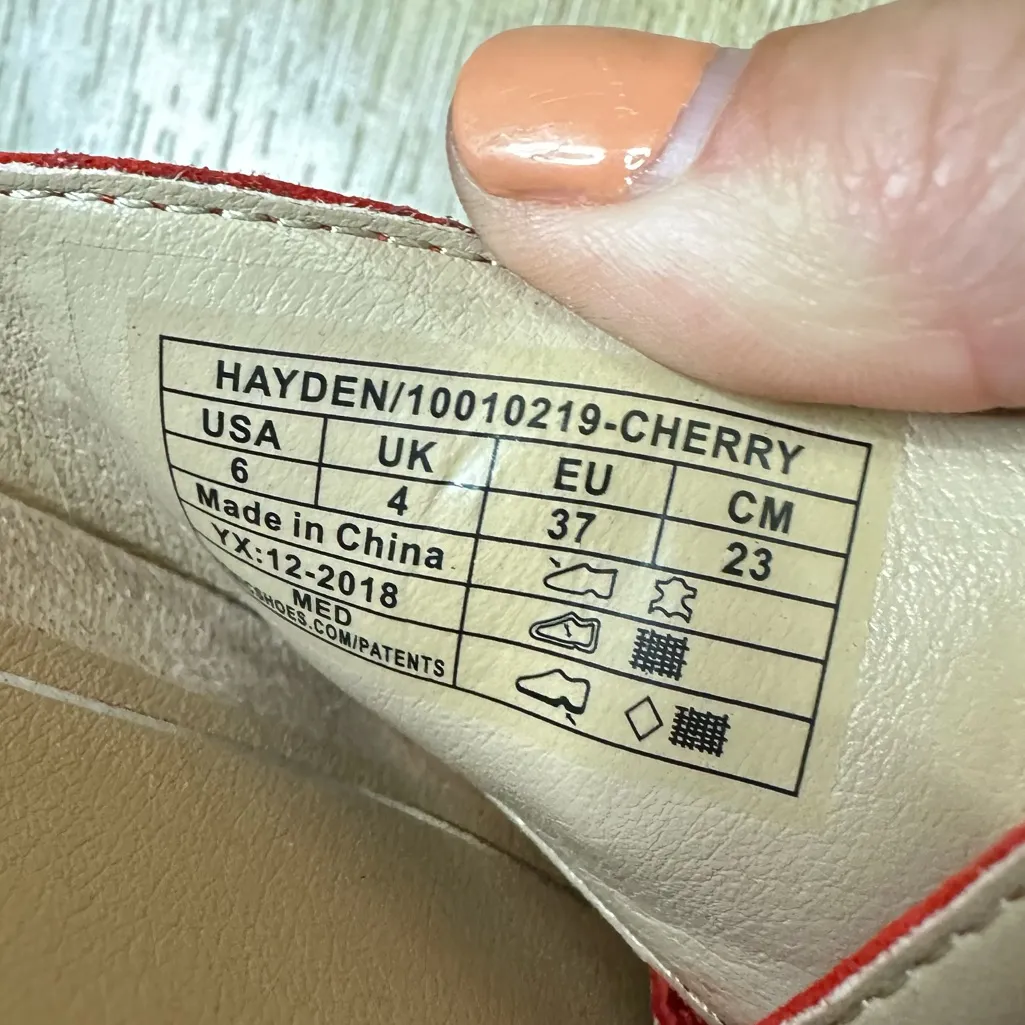 HAYDEN/10010219-CHERRY
USA UK EU CM
6 4 37 23
Made in China
YX:12-2018
MED
SHOES.COM/PATENTS